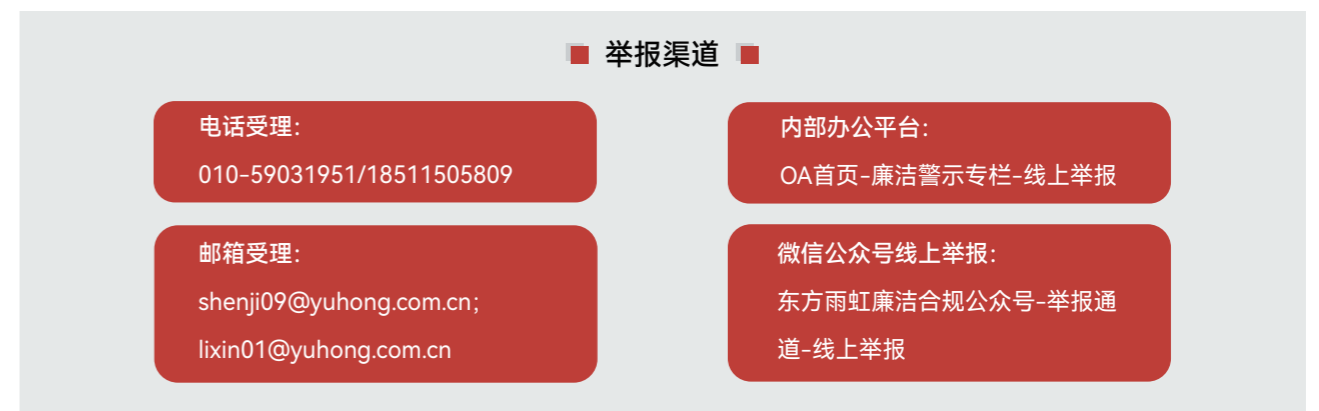 举报渠道
电话受理：
010-59031951/18511505809
内部办公平台：
OA首页-廉洁警示专栏-线上举报
邮箱受理：
shenji09@yuhong.com.cn；
lixin01@yuhong.com.cn
微信公众号线上举报：
东方雨虹廉洁合规公众号-举报通
道-线上举报